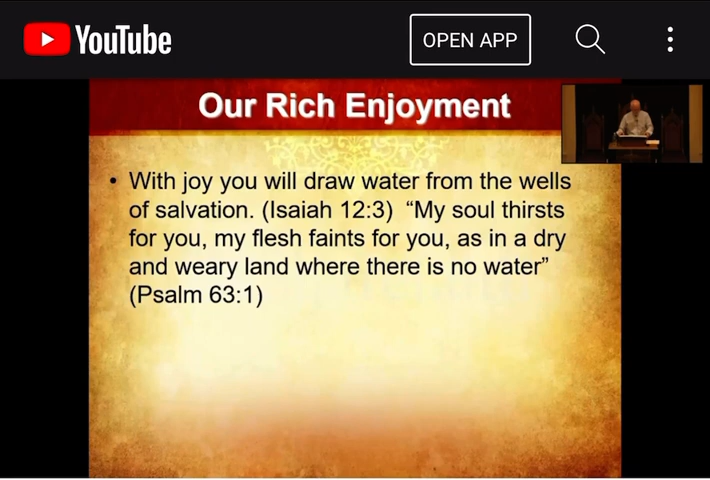 YouTube
OPEN APP
Our Rich Enjoyment
• With joy you will draw water from the wells
of salvation. (Isaiah 12:3) “My soul thirsts
for you, my flesh faints for you, as in a dry
and weary land where there is no water”
(Psalm 63:1)